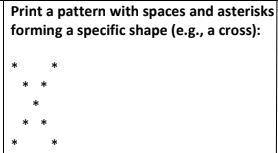 Print a pattern with spaces and asterisks
forming a specific shape (e.g., a cross):
*       *
  *  *
    *
  *  *
*       *